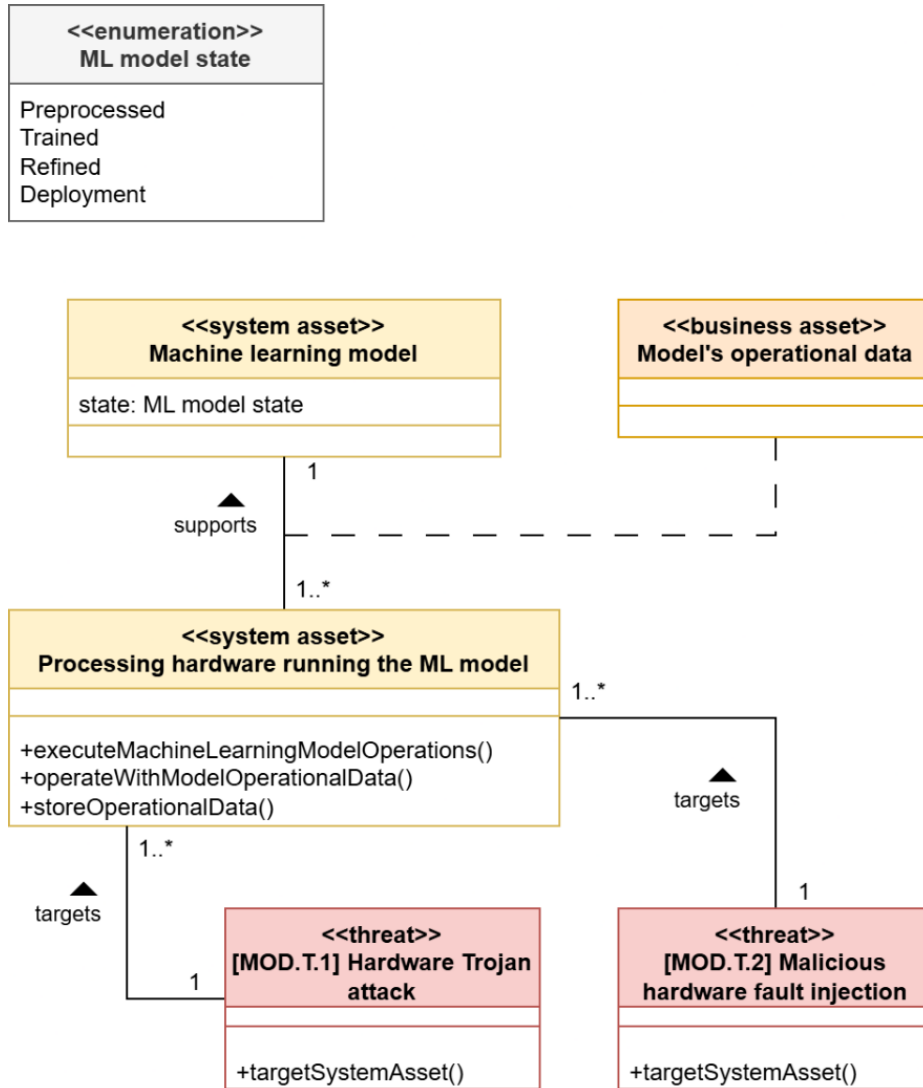 <<enumeration>>
ML model state
Preprocessed
Trained
Refined
Deployment
<<system asset>>
Machine learning model
state: ML model state
<<business asset>>
Model's operational data
1
supports
1..*
<<system asset>>
Processing hardware running the ML model
+executeMachineLearningModelOperations()
+operateWithModelOperationalData()
+storeOperationalData()
1..*
targets
1
1..*
targets
1
<<threat>>
[MOD.T.1] Hardware Trojan
attack
+targetSystemAsset()
<<threat>>
[MOD.T.2] Malicious
hardware fault injection
+targetSystemAsset()